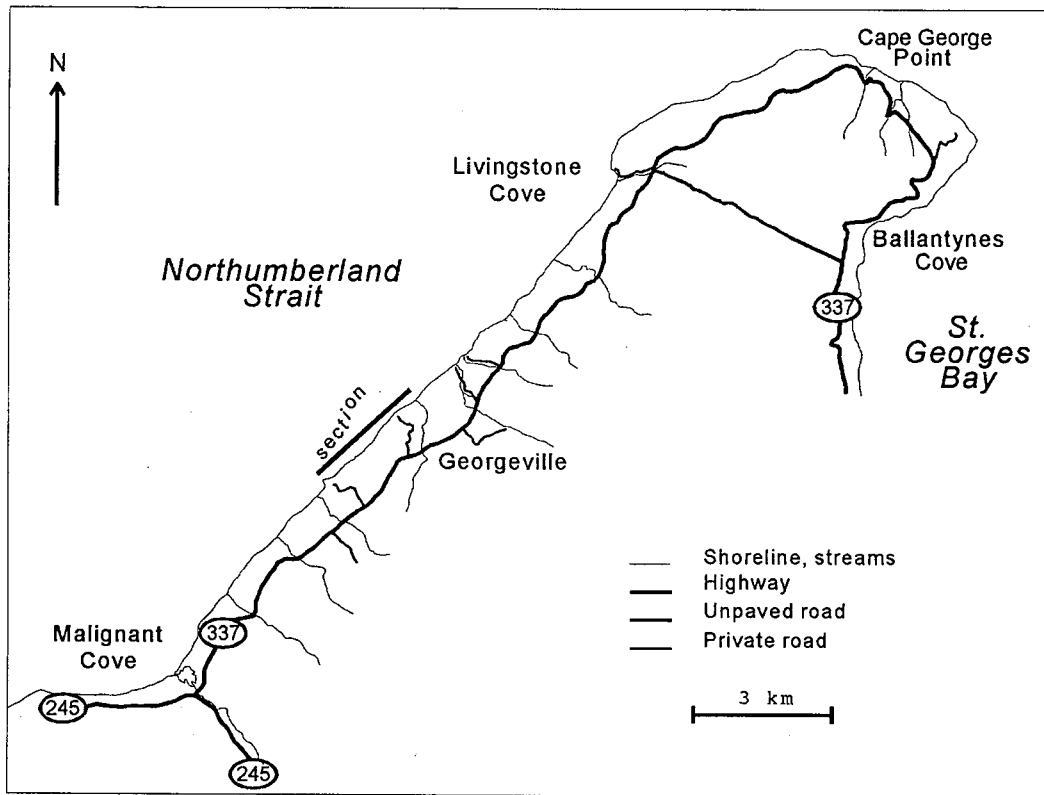 N
Cape George
Point
Livingstone
Cove
Northumberland
Strait
Ballantynes
Cove
337
St.
Georges
Bay
section
Georgeville
Shoreline, streams
Highway
Unpaved road
Private road
Malignant
Cove
337
3 km
245
245